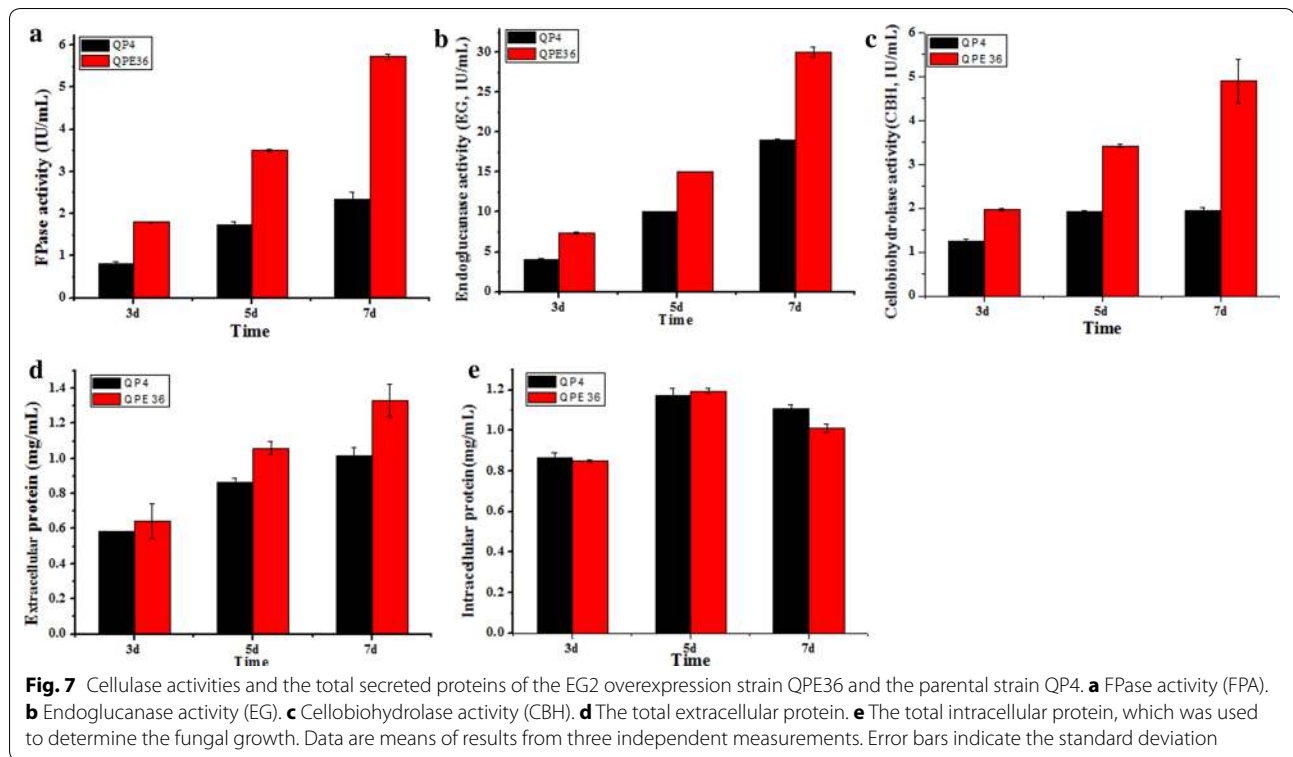 a
6
5
4
3
2
1
0
QP4
QPE36
FPase activity (IU/mL)
3d
5d
7d
Time
b
30
25
20
15
10
5
0
QP4
QPE36
Endoglucanase activity (EG, IU/mL)
3d
5d
7d
Time
c
6
5
4
3
2
1
0
QP4
QPE 36
Cellobiohydrolase activity (CBH, IU/mL)
3d
5d
7d
Time
d
1.4
1.2
1.0
0.8
0.6
0.4
0.2
0.0
QP4
QPE 36
Extracellular protein (mg/mL)
3d
5d
7d
Time
e
1.2
1.0
0.8
0.6
0.4
0.2
0.0
QP4
QPE 36
Intracllular protein(mg/mL)
3d
5d
7d
Time
Fig. 7 Cellulase activities and the total secreted proteins of the EG2 overexpression strain QPE36 and the parental strain QP4. a FPase activity (FPA).
b Endoglucanase activity (EG). c Cellobiohydrolase activity (CBH). d The total extracellular protein. e The total intracellular protein, which was used
to determine the fungal growth. Data are means of results from three independent measurements. Error bars indicate the standard deviation